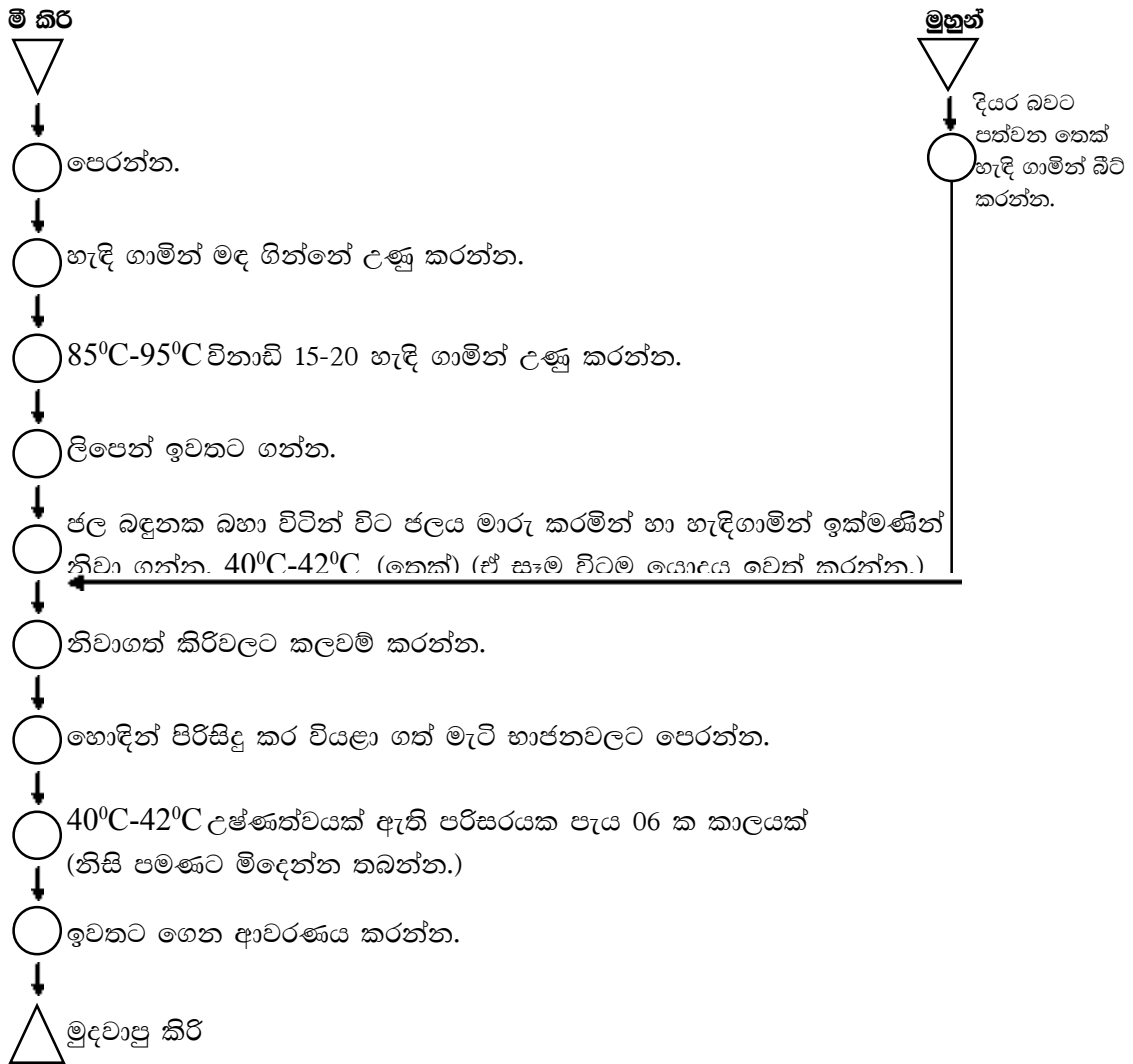 මී කිරි
මුහුන්
දියර බවට
පත්වන තෙක්
හැඳි ගාමින් බීට්
කරන්න.
පෙරන්න.
හැඳි ගාමින් මඳ ගින්නේ උණු කරන්න.
85⁰C-95⁰C විනාඩි 15-20 හැඳි ගාමින් උණු කරන්න.
ලිපෙන් ඉවතට ගන්න.
ජල බඳුනක බහා විටින් විට ජලය මාරු කරමින් හා හැඳිගාමින් ඉක්මණින්
නිවා ගන්න. 40⁰C-42⁰C (තෙක්) (ඒ සෑම විටම යොදය ඉවත් කරන්න.)
නිවාගත් කිරිවලට කලවම් කරන්න.
හොඳින් පිරිසිදු කර වියළා ගත් මැටි භාජනවලට පෙරන්න.
40⁰C-42⁰C උෂ්ණත්වයක් ඇති පරිසරයක පැය 06 ක කාලයක්
(නිසි පමණට මිදෙන්න තබන්න.)
ඉවතට ගෙන ආවරණය කරන්න.
මුදවාපු කිරි